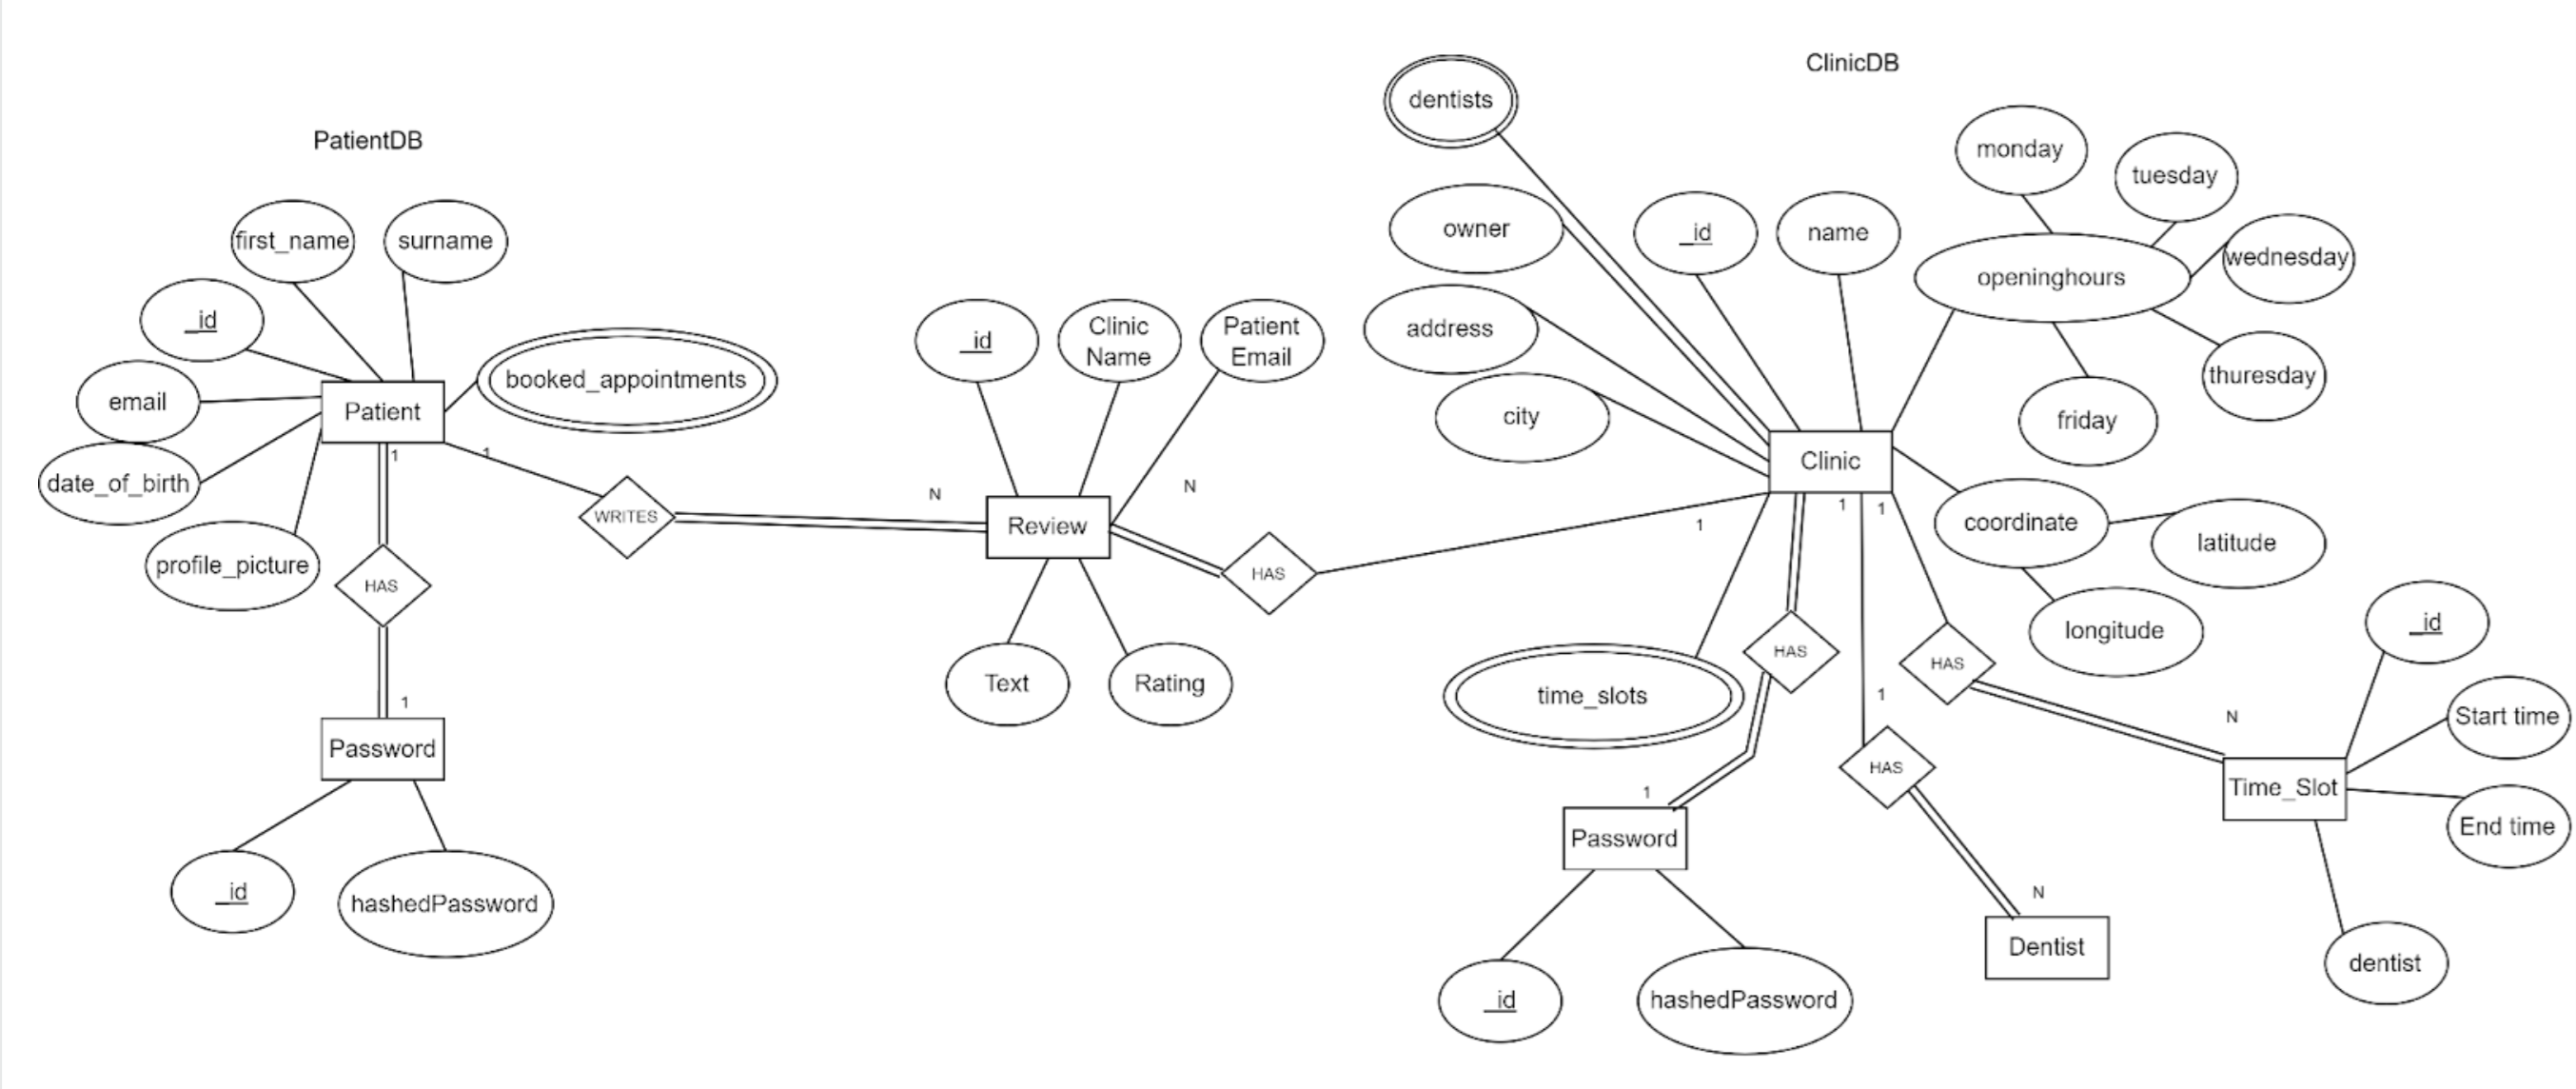 ClinicDB
dentists
PatientDB
monday
tuesday
first_name
surname
owner
_id
name
openinghours
wednesday
_id
address
_id
Clinic
Name
Patient
Email
booked_appointments
thuresday
email
Patient
city
friday
1
1
Clinic
date_of_birth
N
N
1
1
WRITES
Review
1
coordinate
latitude
profile_picture
HAS
HAS
longitude
_id
HAS
HAS
Text
Rating
time_slots
1
1
N
Start time
Password
HAS
Time_Slot
1
End time
Password
_id
hashedPassword
N
Dentist
dentist
_id
hashedPassword